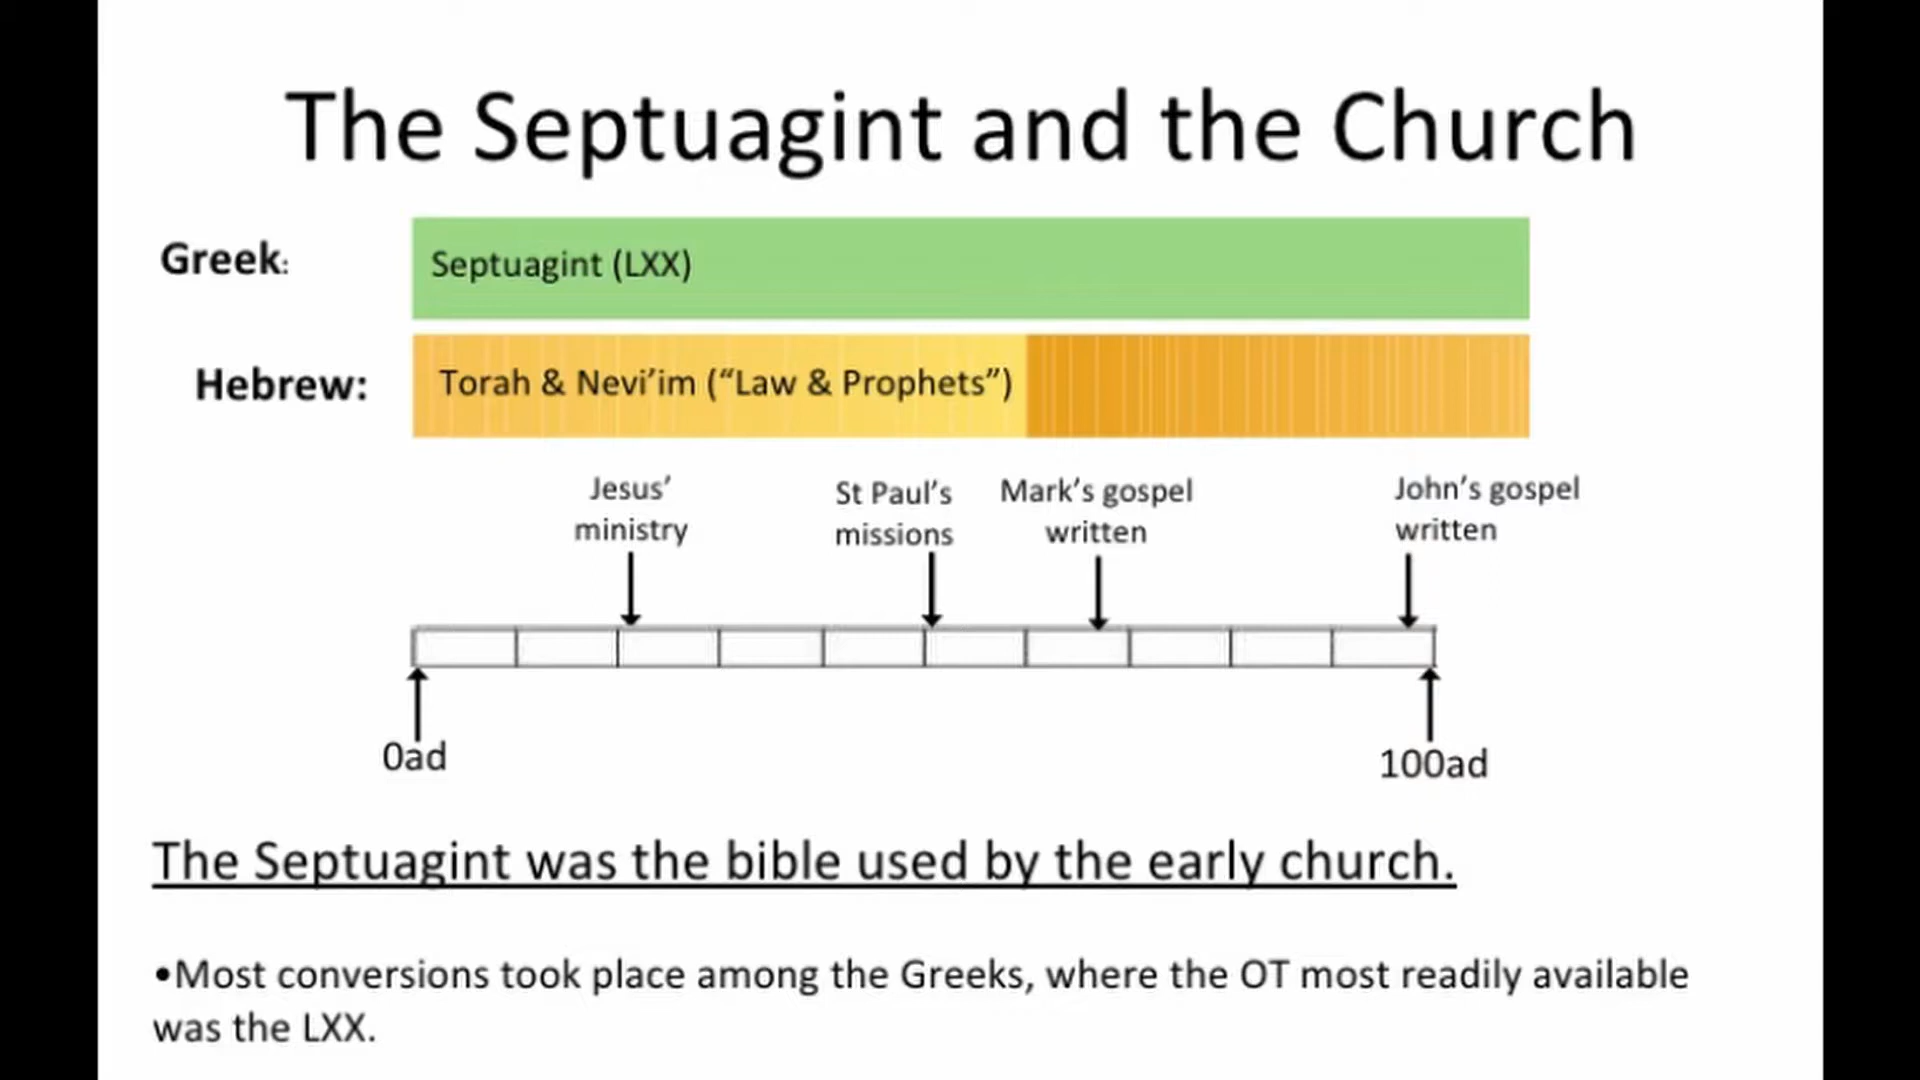 The Septuagint and the Church
Greek:
Septuagint (LXX)
Hebrew:
Torah & Nevi’im (“Law & Prophets”)
Jesus’
ministry
St Paul’s
missions
Mark’s gospel
written
John’s gospel
written
0ad
100ad
The Septuagint was the bible used by the early church.
•Most conversions took place among the Greeks, where the OT most readily available
was the LXX.